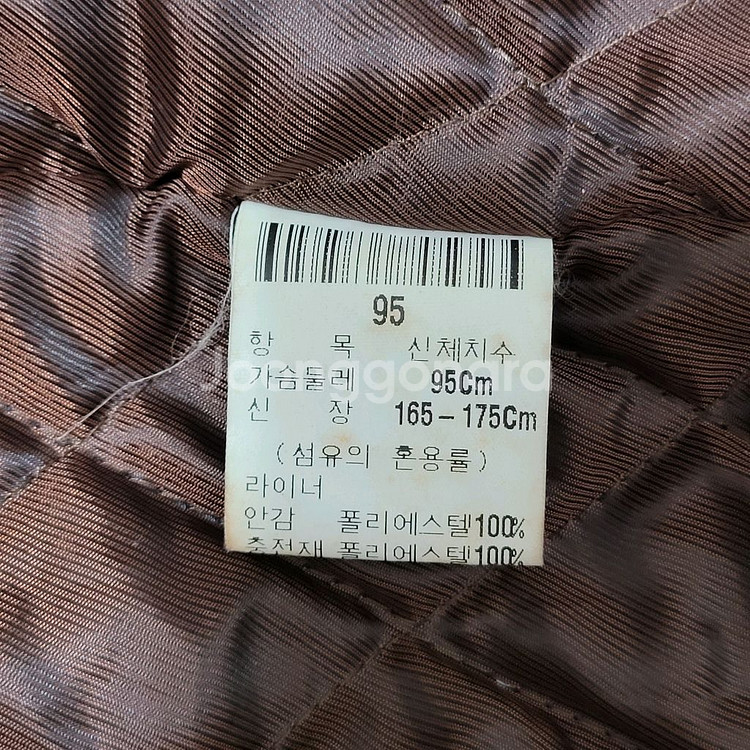 95
항 목 신체치수
가슴둘레 95Cm
신 장 165-175Cm
Joonggonara
(섬유의 혼용률)
라이너
안감 폴리에스텔100%
충전재 폴리에스텔100%